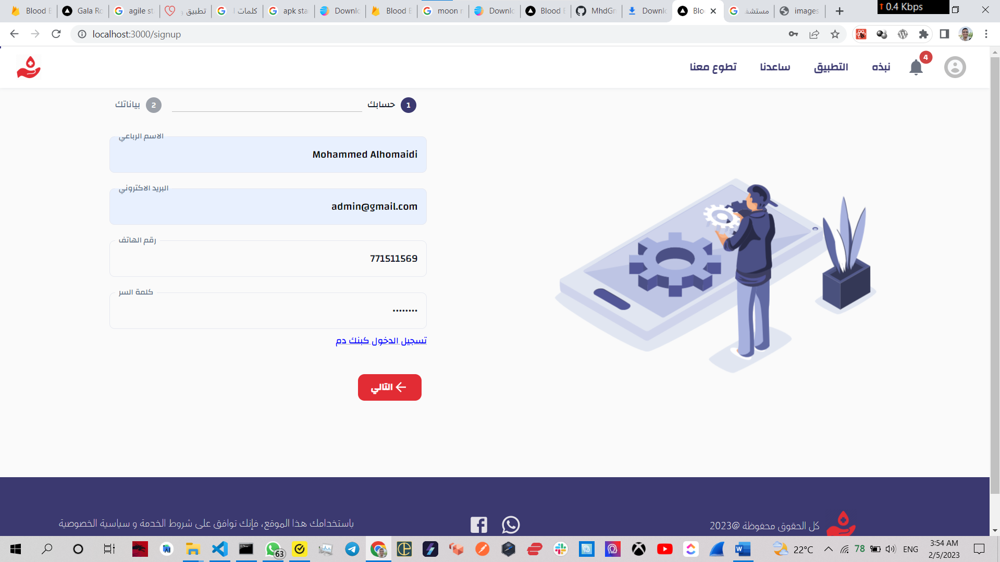 Blood B
Gala Ro
agile st
تطبيق و
كلمات
apk sta
Downlo
Blood B
moon r
Downlo
Blood B
MhdGr
Downlo
Blo
مستشف
images
↑ 0.4 Kbps
localhost:3000/signup
نبذه
التطبيق
ساعدنا
تطوع معنا
4
1 حسابك
2 بياناتك
الاسم الرباعي
Mohammed Alhomaidi
البريد الاكتروني
admin@gmail.com
رقم الهاتف
771511569
كلمة السر
••••••••
تسجيل الدخول كبنك دم
التالي
كل الحقوق محفوظة @2023
باستخدامك هذا الموقع، فإنك توافق على شروط الخدمة و سياسية الخصوصية
63
22°C
78
ENG
3:54 AM
2/5/2023